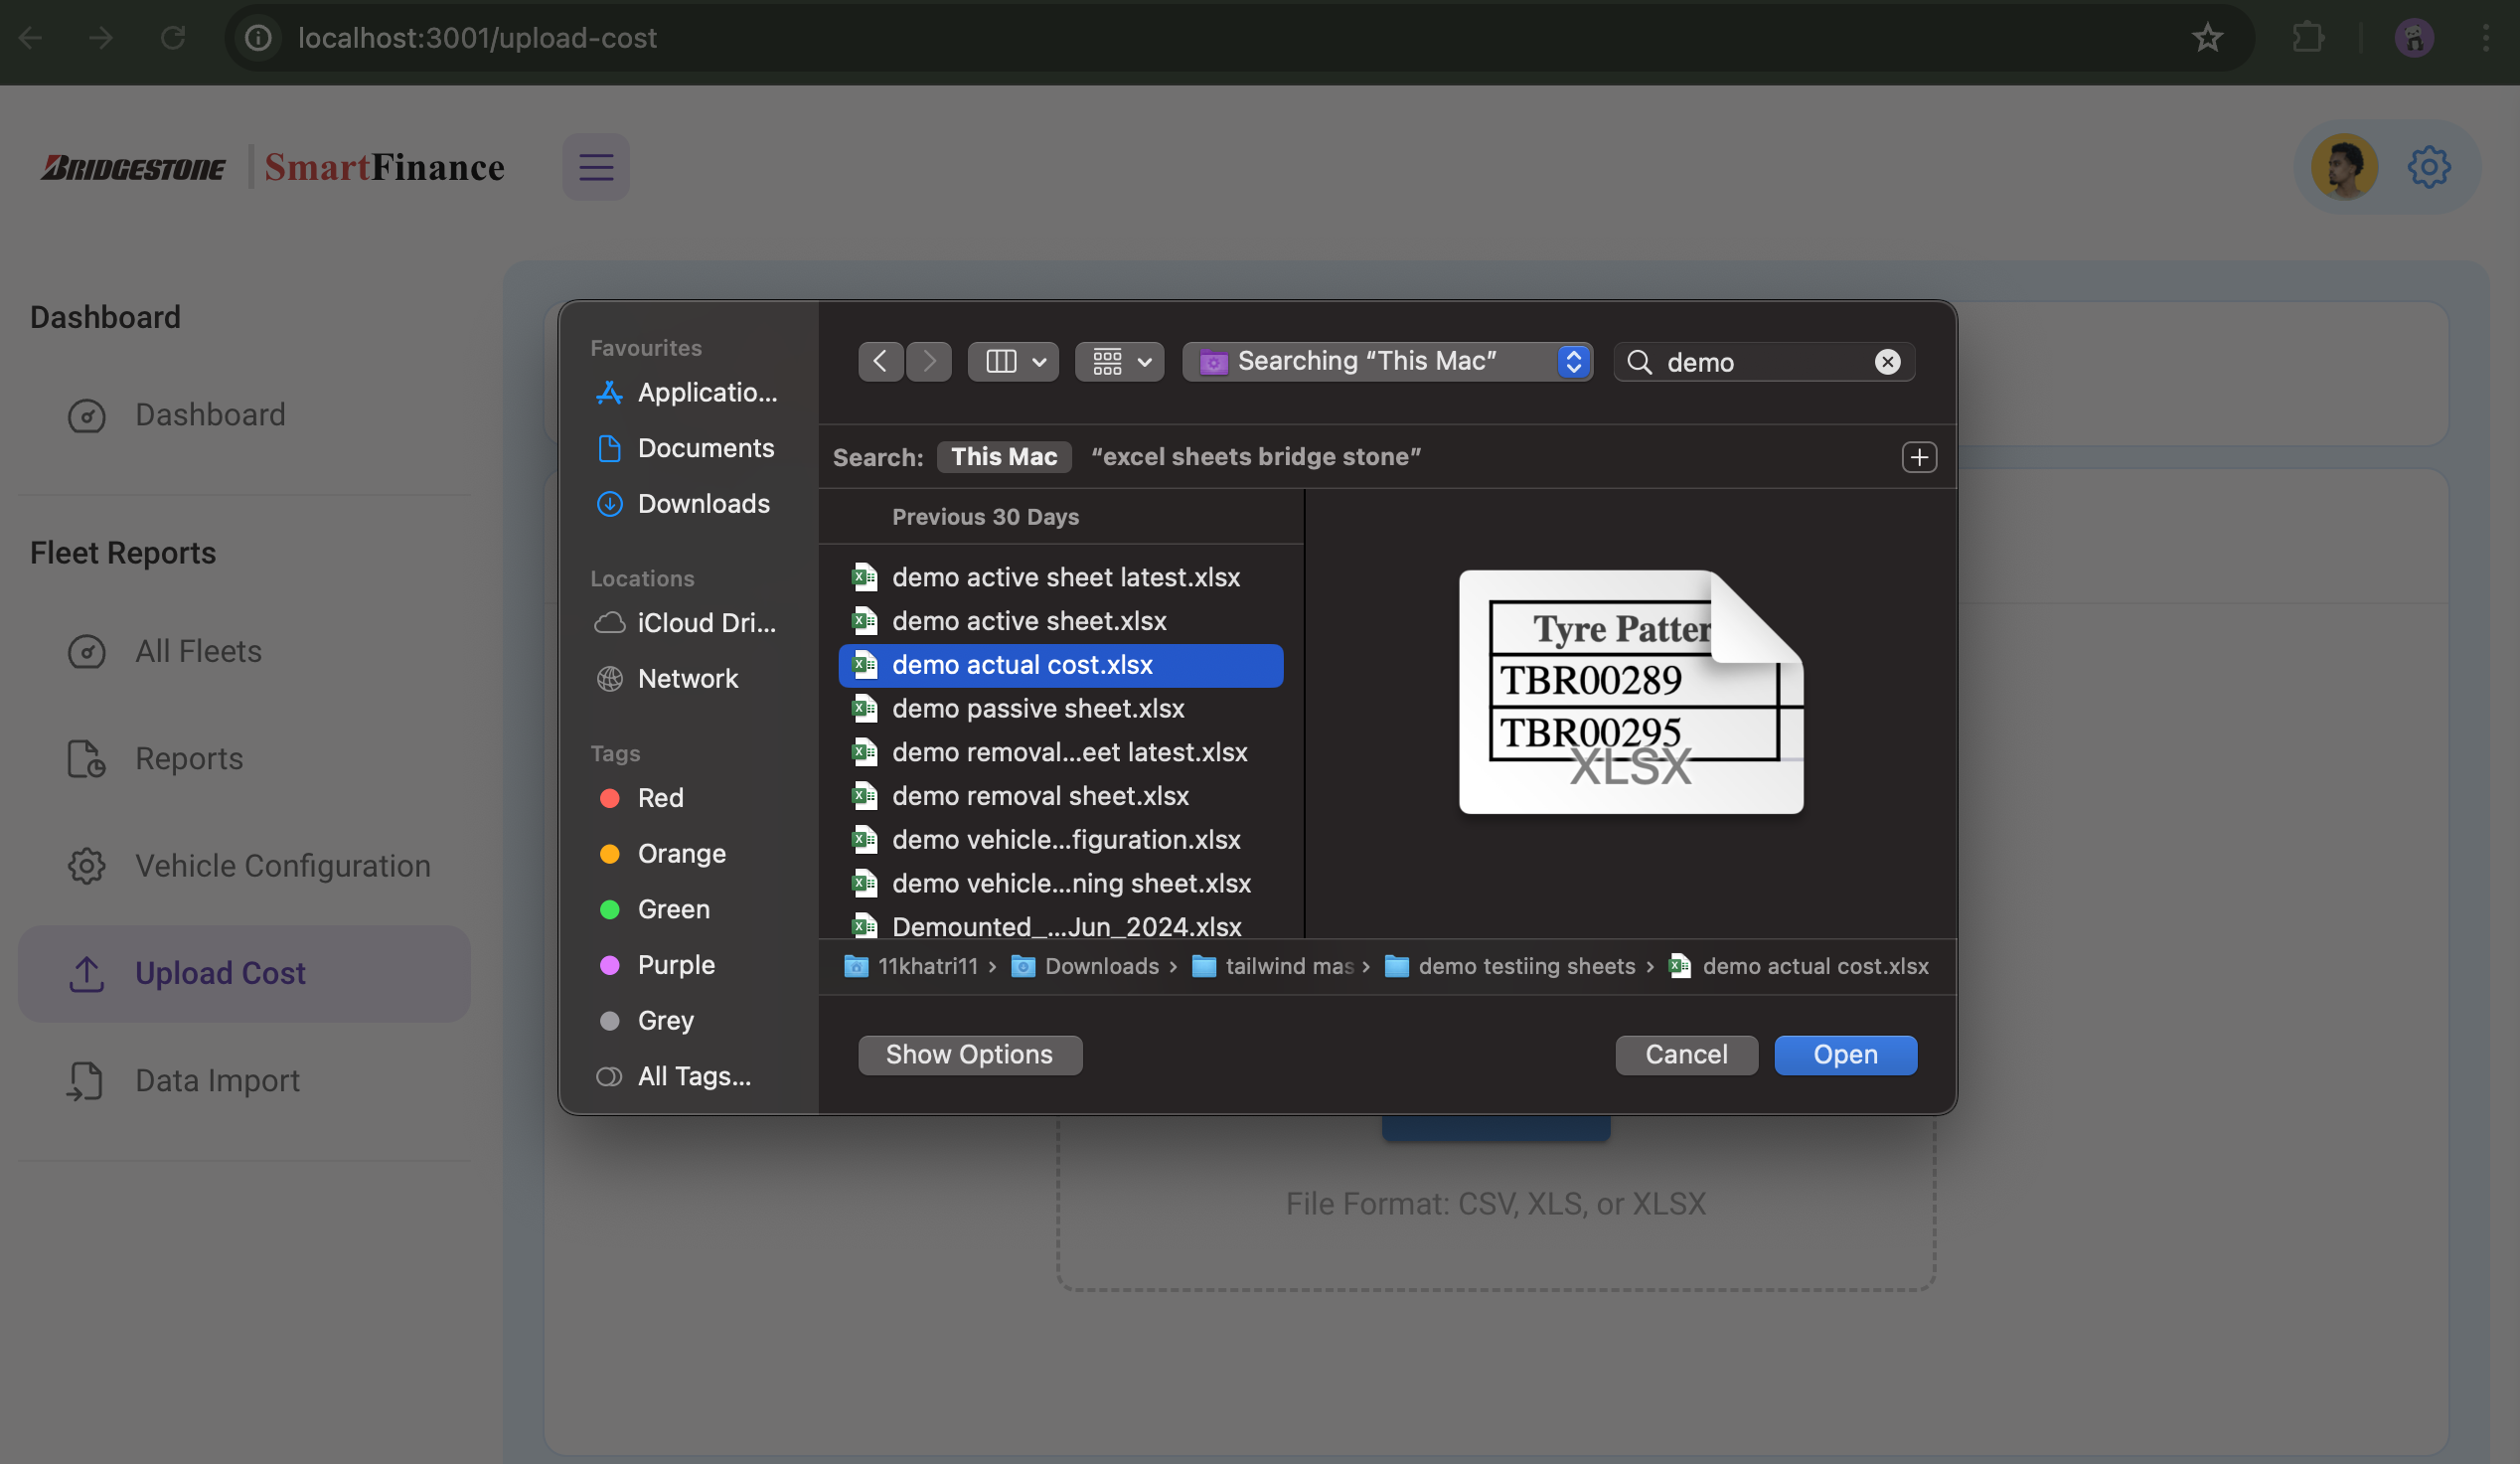 localhost:3001/upload-cost
BRIDGESTONE
SmartFinance
Dashboard
Dashboard
Fleet Reports
All Fleets
Reports
Vehicle Configuration
Upload Cost
Data Import
Favourites
Applicatio...
Documents
Downloads
Locations
iCloud Dri...
Network
Tags
Red
Orange
Green
Purple
Grey
All Tags...
Searching “This Mac”
demo
Search: This Mac “excel sheets bridge stone”
Previous 30 Days
demo active sheet latest.xlsx
demo active sheet.xlsx
demo actual cost.xlsx
demo passive sheet.xlsx
demo removal...eet latest.xlsx
demo removal sheet.xlsx
demo vehicle...figuration.xlsx
demo vehicle...ning sheet.xlsx
Demounted_...Jun_2024.xlsx
Tyre Patter
TBR00289
TBR00295
XLSX
11khatri11 › Downloads › tailwind mas › demo testiing sheets › demo actual cost.xlsx
Show Options
Cancel
Open
File Format: CSV, XLS, or XLSX